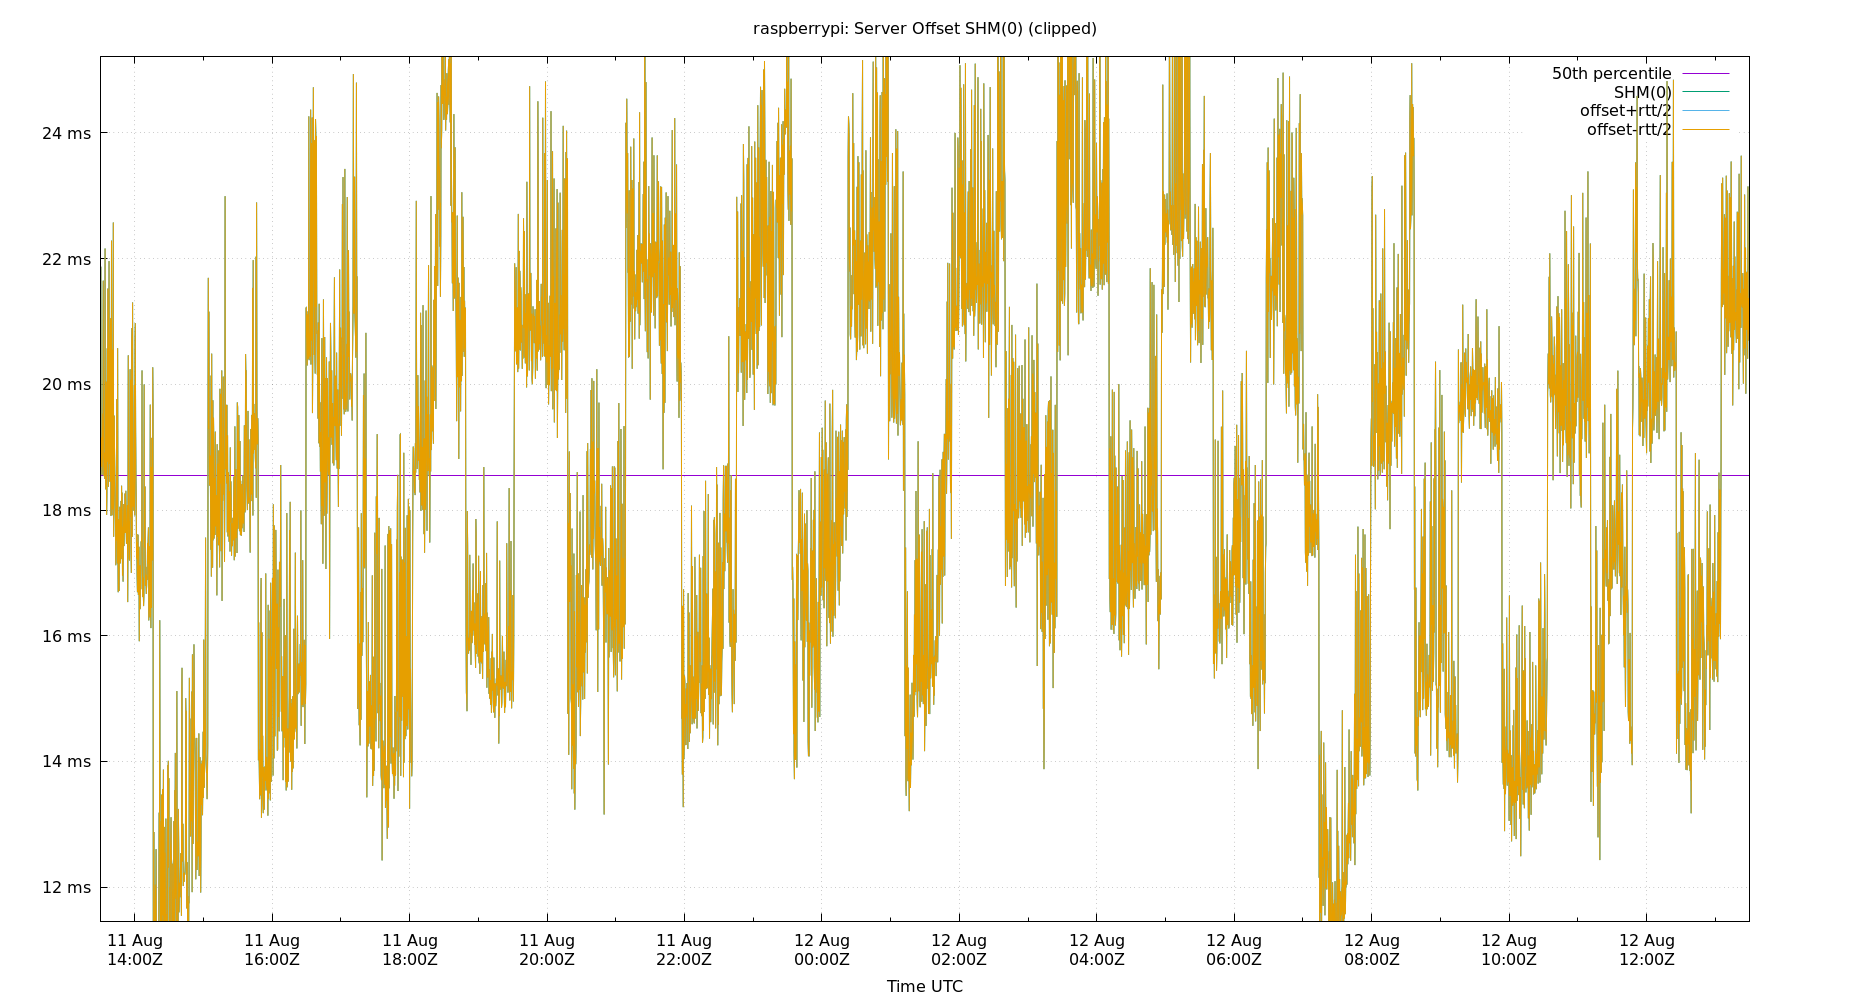 raspberrypi: Server Offset SHM(0) (clipped)
50th percentile
SHM(0)
offset+rtt/2
offset-rtt/2
24 ms
22 ms
20 ms
18 ms
16 ms
14 ms
12 ms
11 Aug 11 Aug 11 Aug 11 Aug 11 Aug 12 Aug 12 Aug 12 Aug 12 Aug 12 Aug 12 Aug 12 Aug
14:00Z 16:00Z 18:00Z 20:00Z 22:00Z 00:00Z 02:00Z 04:00Z 06:00Z 08:00Z 10:00Z 12:00Z
Time UTC